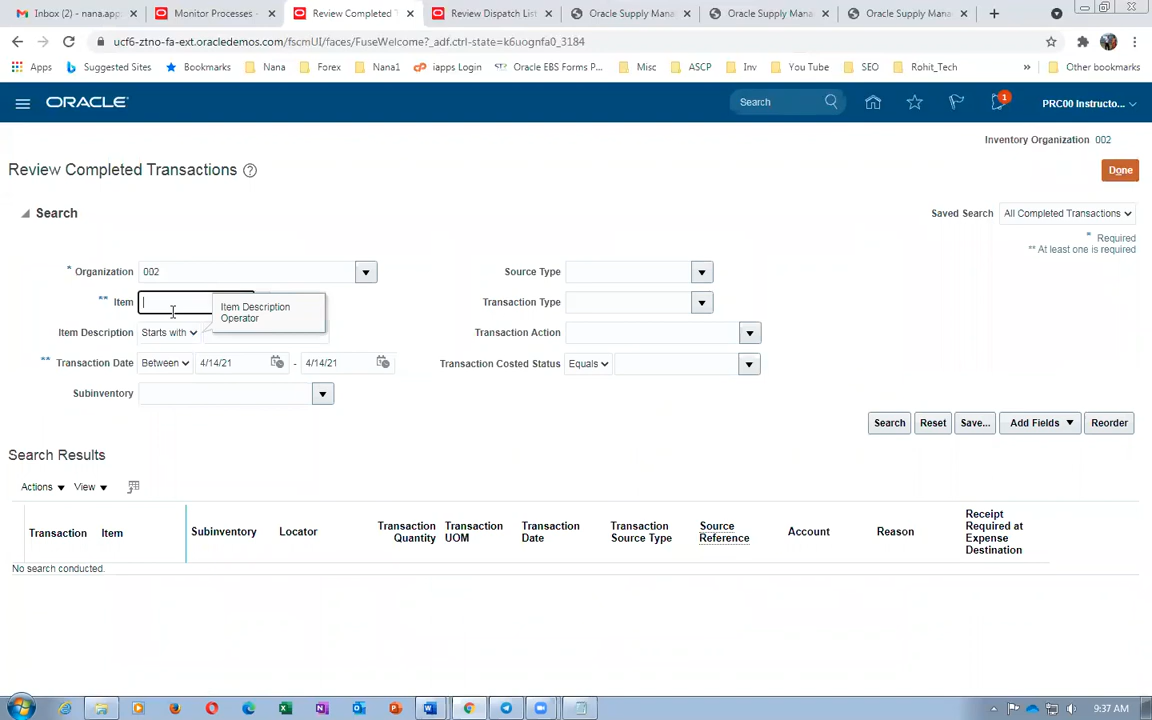 Inbox (2) - nana.app
Monitor Processes -
Review Completed T
Review Dispatch List
Oracle Supply Mana
Oracle Supply Mana
Oracle Supply Mana
ucf6-ztno-fa-ext.oracledemos.com/fscmUI/faces/FuseWelcome?_adf.ctrl-state=k6uognfa0_3184
Apps
Suggested Sites
Bookmarks
Nana
Forex
Nana1
iapps Login
Oracle EBS Forms P...
Misc
ASCP
Inv
You Tube
SEO
Rohit_Tech
»
Other bookmarks
ORACLE
Search
1
PRC00 Instructo...
Inventory Organization 002
Review Completed Transactions
Done
Search
Saved Search All Completed Transactions
* Required
** At least one is required
* Organization 002
Source Type
** Item
Item Description Operator
Transaction Type
Item Description Starts with
Transaction Action
** Transaction Date Between 4/14/21 - 4/14/21
Transaction Costed Status Equals
Subinventory
Search Reset Save... Add Fields Reorder
Search Results
Actions View
Transaction
Item
Subinventory
Locator
Transaction Quantity
Transaction UOM
Transaction Date
Transaction Source Type
Source Reference
Account
Reason
Receipt Required at Expense Destination
No search conducted.
9:37 AM